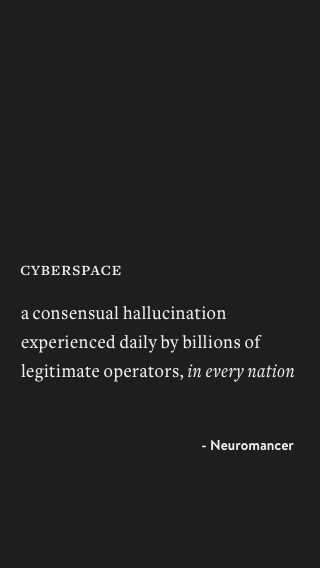 CYBERSPACE
a consensual hallucination
experienced daily by billions of
legitimate operators, in every nation
- Neuromancer